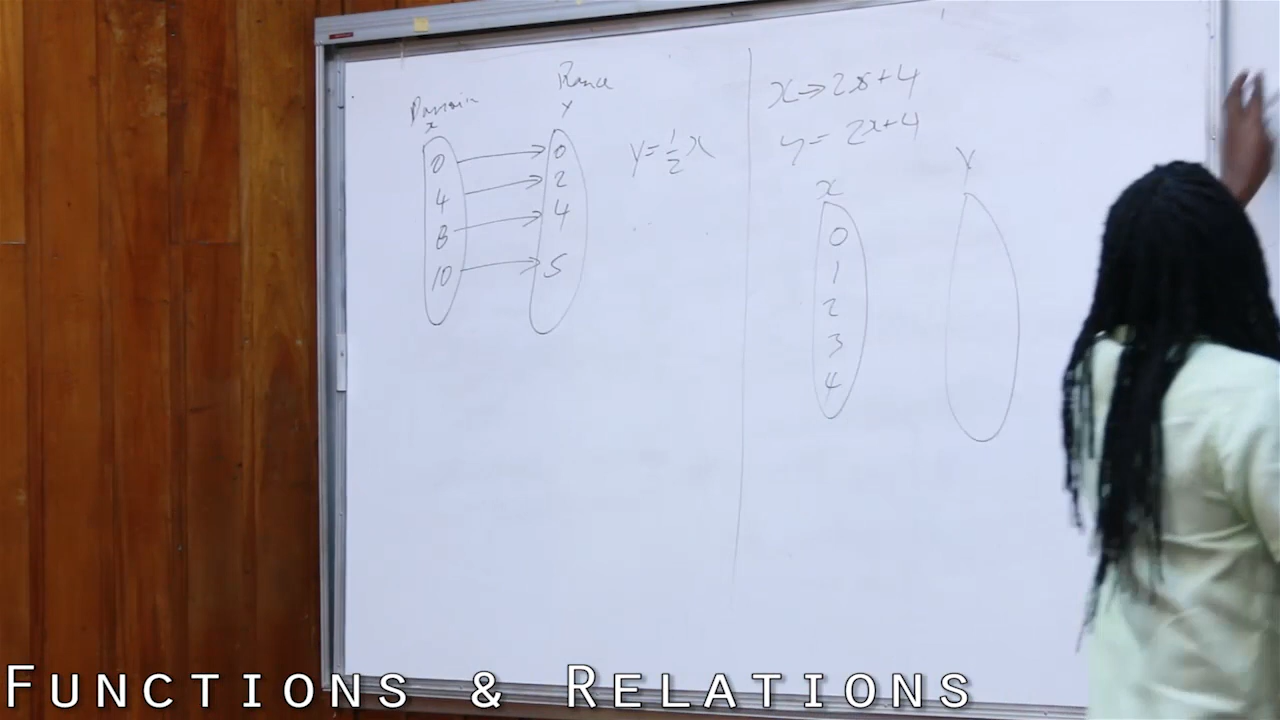 Domain
Range
x
y
0
0
4
2
8
4
10
5
y = 1/2 x
x → 2x + 4
y = 2x + 4
x
y
0
1
2
3
4
FUNCTIONS & RELATIONS